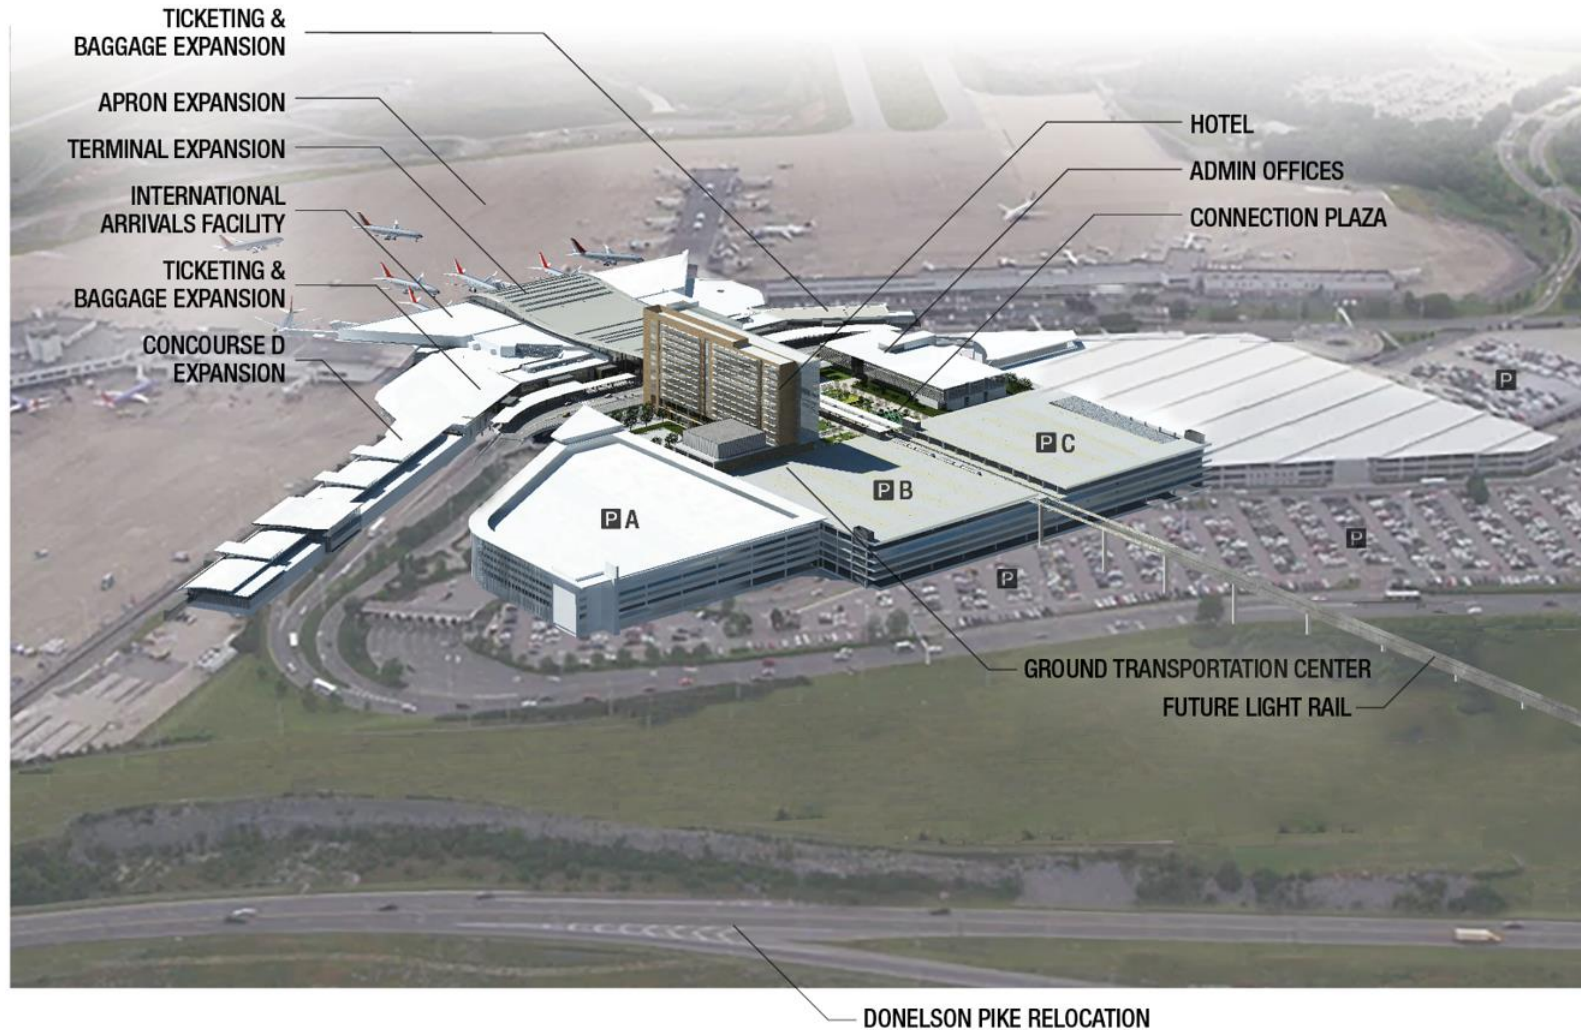 TICKETING &
BAGGAGE EXPANSION
APRON EXPANSION
TERMINAL EXPANSION
INTERNATIONAL
ARRIVALS FACILITY
TICKETING &
BAGGAGE EXPANSION
CONCOURSE D
EXPANSION
HOTEL
ADMIN OFFICES
CONNECTION PLAZA
P
P C
P B
P A
P
P
GROUND TRANSPORTATION CENTER
FUTURE LIGHT RAIL
DONELSON PIKE RELOCATION